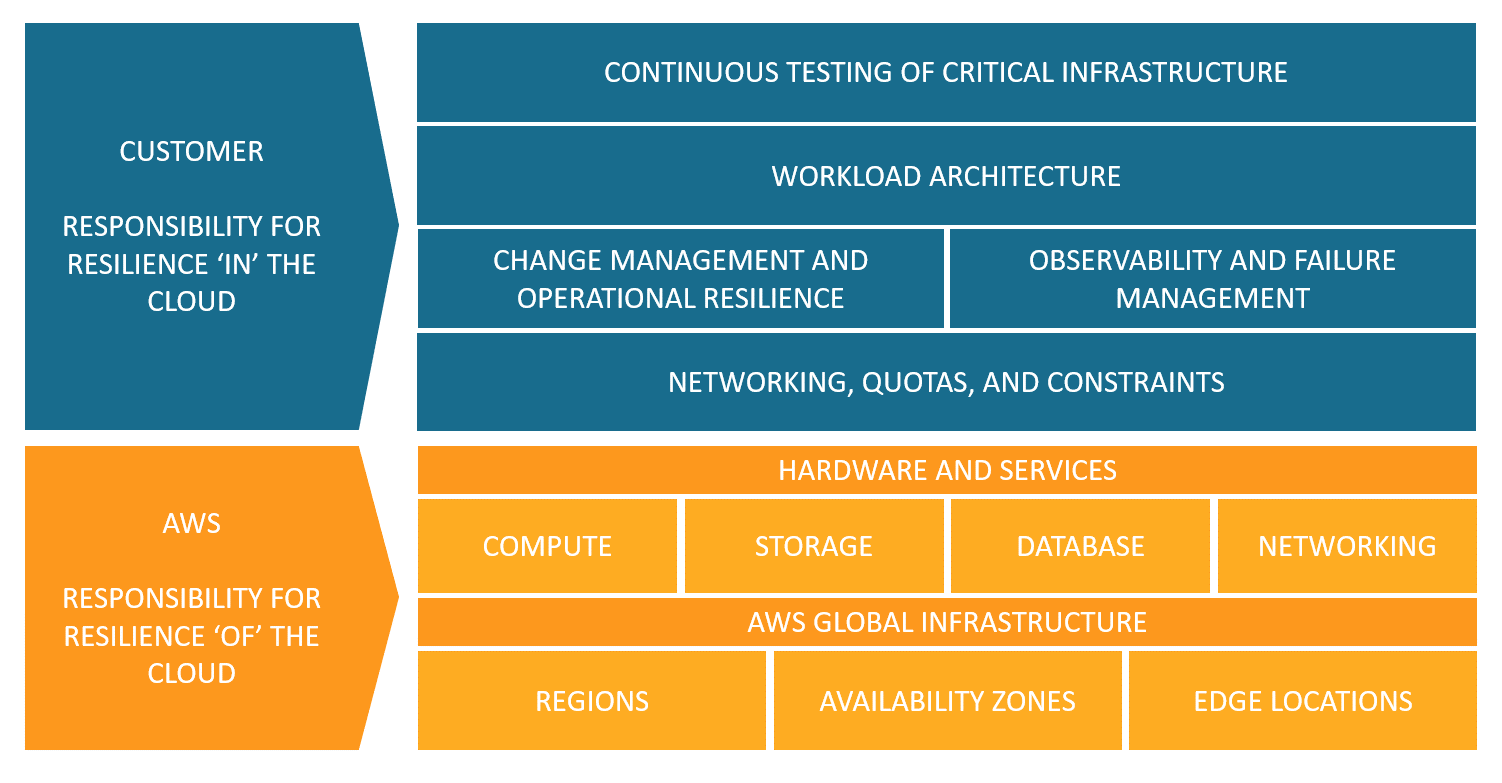 CUSTOMER
RESPONSIBILITY FOR
RESILIENCE ‘IN’ THE
CLOUD
CONTINUOUS TESTING OF CRITICAL INFRASTRUCTURE
WORKLOAD ARCHITECTURE
CHANGE MANAGEMENT AND
OPERATIONAL RESILIENCE
OBSERVABILITY AND FAILURE
MANAGEMENT
NETWORKING, QUOTAS, AND CONSTRAINTS
AWS
RESPONSIBILITY FOR
RESILIENCE ‘OF’ THE
CLOUD
HARDWARE AND SERVICES
COMPUTE
STORAGE
DATABASE
NETWORKING
AWS GLOBAL INFRASTRUCTURE
REGIONS
AVAILABILITY ZONES
EDGE LOCATIONS